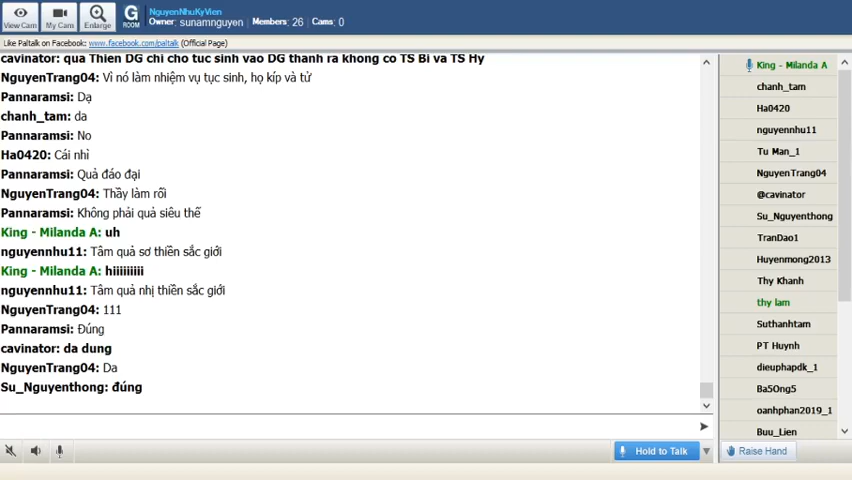 NguyenNhuKyVien
G ROOM
Owner: sunamnguyen Members: 26 Cams: 0
View Cam My Cam Enlarge
Like Paltalk on Facebook: www.facebook.com/paltalk (Official Page)
cavinator: qua Thien DG chi cho tuc sinh vao DG thanh ra khong co TS Bi va TS Hy
NguyenTrang04: Vì nó làm nhiệm vụ tục sinh, họ kíp và tử
Pannaramsi: Dạ
chanh_tam: da
Pannaramsi: No
Ha0420: Cái nhì
Pannaramsi: Quả đáo đại
NguyenTrang04: Thầy làm rối
Pannaramsi: Không phải quả siêu thế
King - Milanda A: uh
nguyennhu11: Tâm quả sơ thiền sắc giới
King - Milanda A: hiiiiiiiii
nguyennhu11: Tâm quả nhị thiền sắc giới
NguyenTrang04: 111
Pannaramsi: Đúng
cavinator: da dung
NguyenTrang04: Da
Su_Nguyenthong: đúng
Hold to Talk
King - Milanda A
chanh_tam
Ha0420
nguyennhu11
Tu Man_1
NguyenTrang04
@cavinator
Su_Nguyenthong
TranDao1
Huyenmong2013
Thy Khanh
thy lam
Suthanhtam
PT Huynh
dieuphapdk_1
Ba5Ong5
oanhphan2019_1
Buu_Lien
Raise Hand